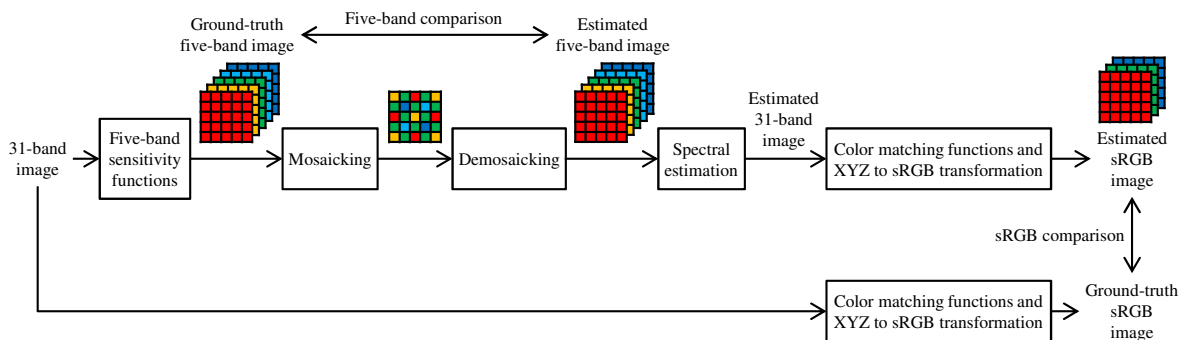 Ground-truth
five-band image
Five-band comparison
Estimated
five-band image
31-band
image
Five-band
sensitivity
functions
Mosaicking
Demosaicking
Spectral
estimation
Estimated
31-band
image
Color matching functions and
XYZ to sRGB transformation
Estimated
sRGB
image
sRGB comparison
Color matching functions and
XYZ to sRGB transformation
Ground-truth
sRGB
image